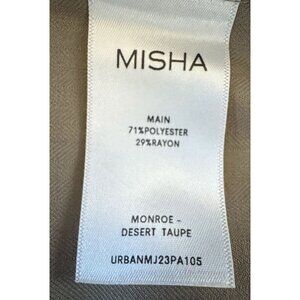 MISHA
MAIN
71%POLYESTER
29%RAYON
MONROE -
DESERT TAUPE
URBANMJ23PA105